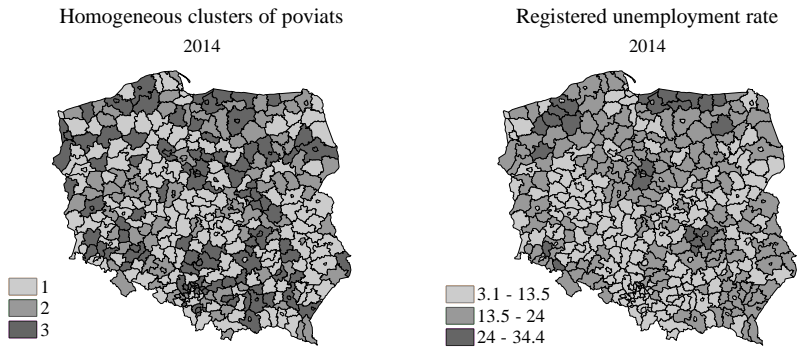 Homogeneous clusters of poviats
2014
1
2
3
Registered unemployment rate
2014
3.1 - 13.5
13.5 - 24
24 - 34.4